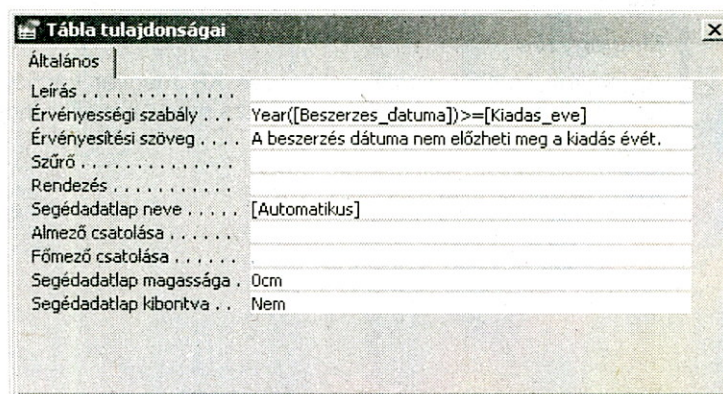 Tábla tulajdonságai
Általános
Leírás . . . . . . . . . . . . . .
Érvényességi szabály . . . Year([Beszerzes_datuma])>=[Kiadas_eve]
Érvényesítési szöveg . . . . A beszerzés dátuma nem előzheti meg a kiadás évét.
Szűrő . . . . . . . . . . . . . .
Rendezés . . . . . . . . . . .
Segédadatlap neve . . . . . [Automatikus]
Almező csatolása . . . . . .
Főmező csatolása . . . . . .
Segédadatlap magassága . 0cm
Segédadatlap kibontva . . Nem